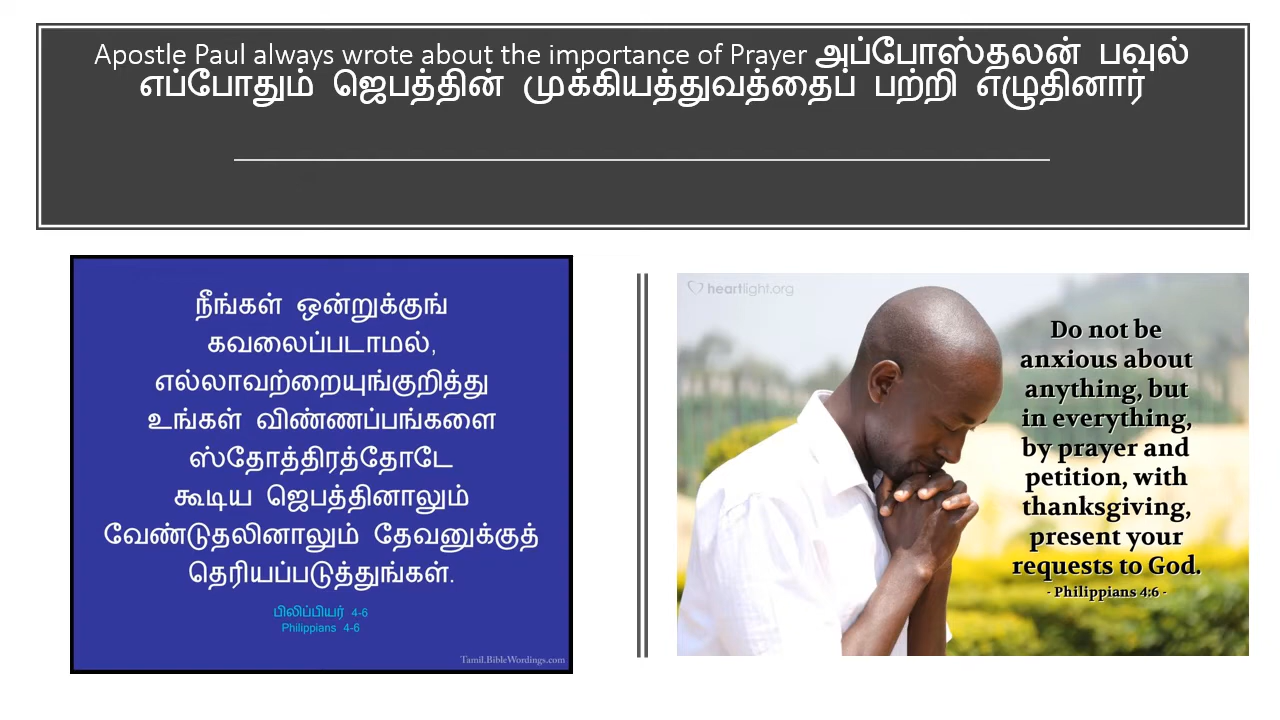 Apostle Paul always wrote about the importance of Prayer அப்போஸ்தலன் பவுல்
எப்போதும் ஜெபத்தின் முக்கியத்துவத்தைப் பற்றி எழுதினார்
நீங்கள் ஒன்றுக்குங்
கவலைப்படாமல்,
எல்லாவற்றையுங்குறித்து
உங்கள் விண்ணப்பங்களை
ஸ்தோத்திரத்தோடே
கூடிய ஜெபத்தினாலும்
வேண்டுதலினாலும் தேவனுக்குத்
தெரியப்படுத்துங்கள்.
பிலிப்பியர் 4-6
Philippians 4-6
Tamil.BibleWordings.com
heartlight.org
Do not be
anxious about
anything, but
in everything,
by prayer and
petition, with
thanksgiving,
present your
requests to God.
- Philippians 4:6 -